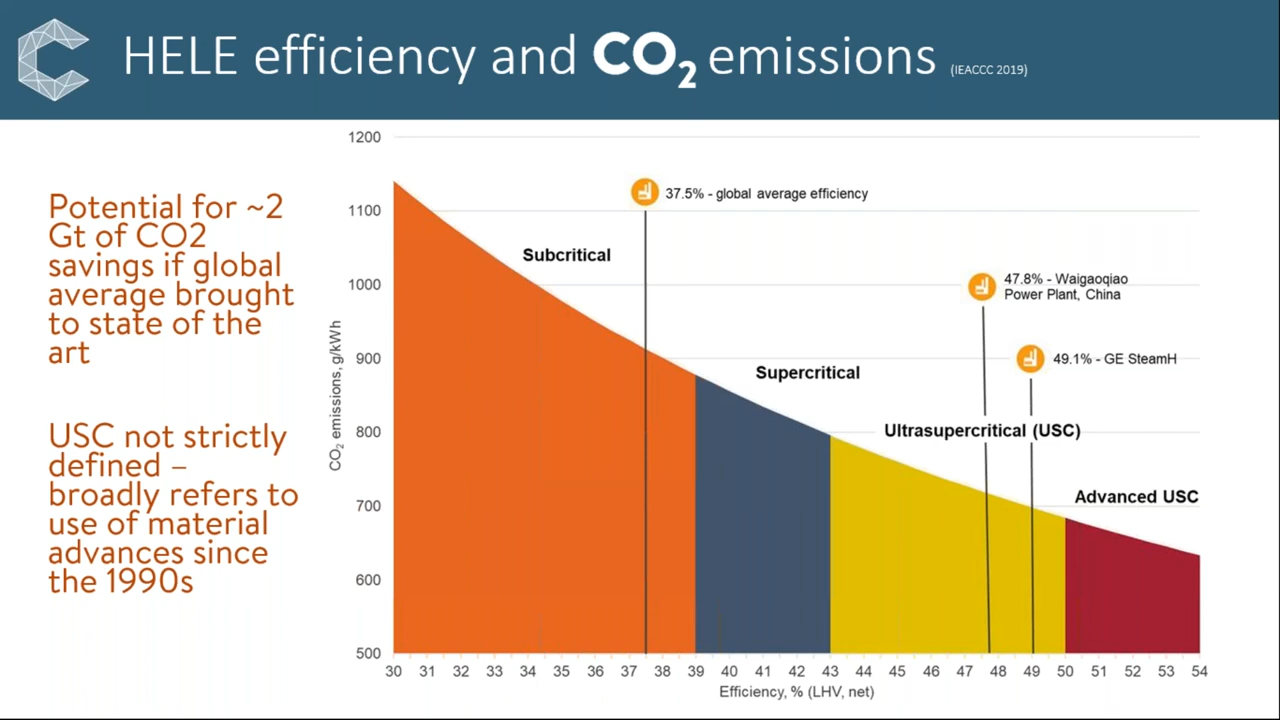 HELE efficiency and CO2 emissions (IEACCC 2019)
Potential for ~2
Gt of CO2
savings if global
average brought
to state of the
art
USC not strictly
defined –
broadly refers to
use of material
advances since
the 1990s
CO2 emissions, g/kWh
1200
1100
1000
900
800
700
600
500
37.5% - global average efficiency
Subcritical
47.8% - Waigaoqiao
Power Plant, China
49.1% - GE SteamH
Supercritical
Ultrasupercritical (USC)
Advanced USC
30 31 32 33 34 35 36 37 38 39 40 41 42 43 44 45 46 47 48 49 50 51 52 53 54
Efficiency, % (LHV, net)